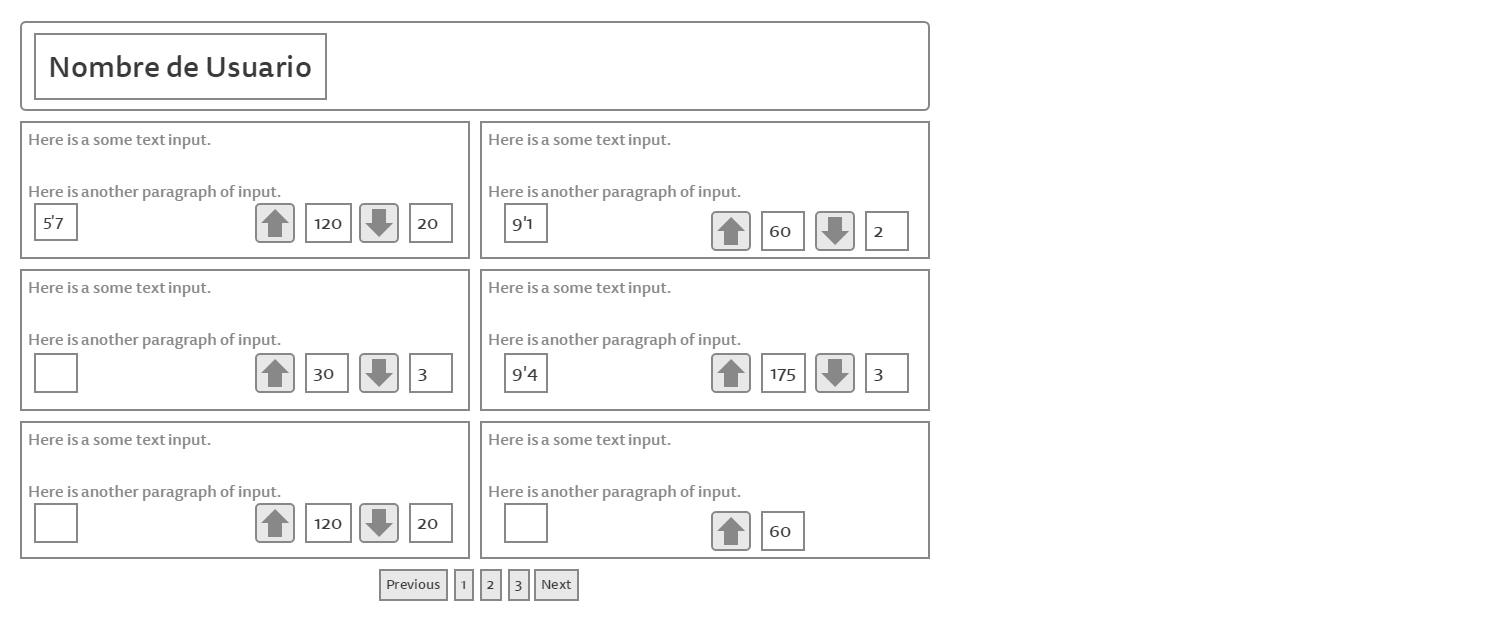 Nombre de Usuario
Here is a some text input.
Here is another paragraph of input.
5'7 120 20
Here is a some text input.
Here is another paragraph of input.
9'1 60 2
Here is a some text input.
Here is another paragraph of input.
30 3
Here is a some text input.
Here is another paragraph of input.
9'4 175 3
Here is a some text input.
Here is another paragraph of input.
120 20
Here is a some text input.
Here is another paragraph of input.
60
Previous 1 2 3 Next